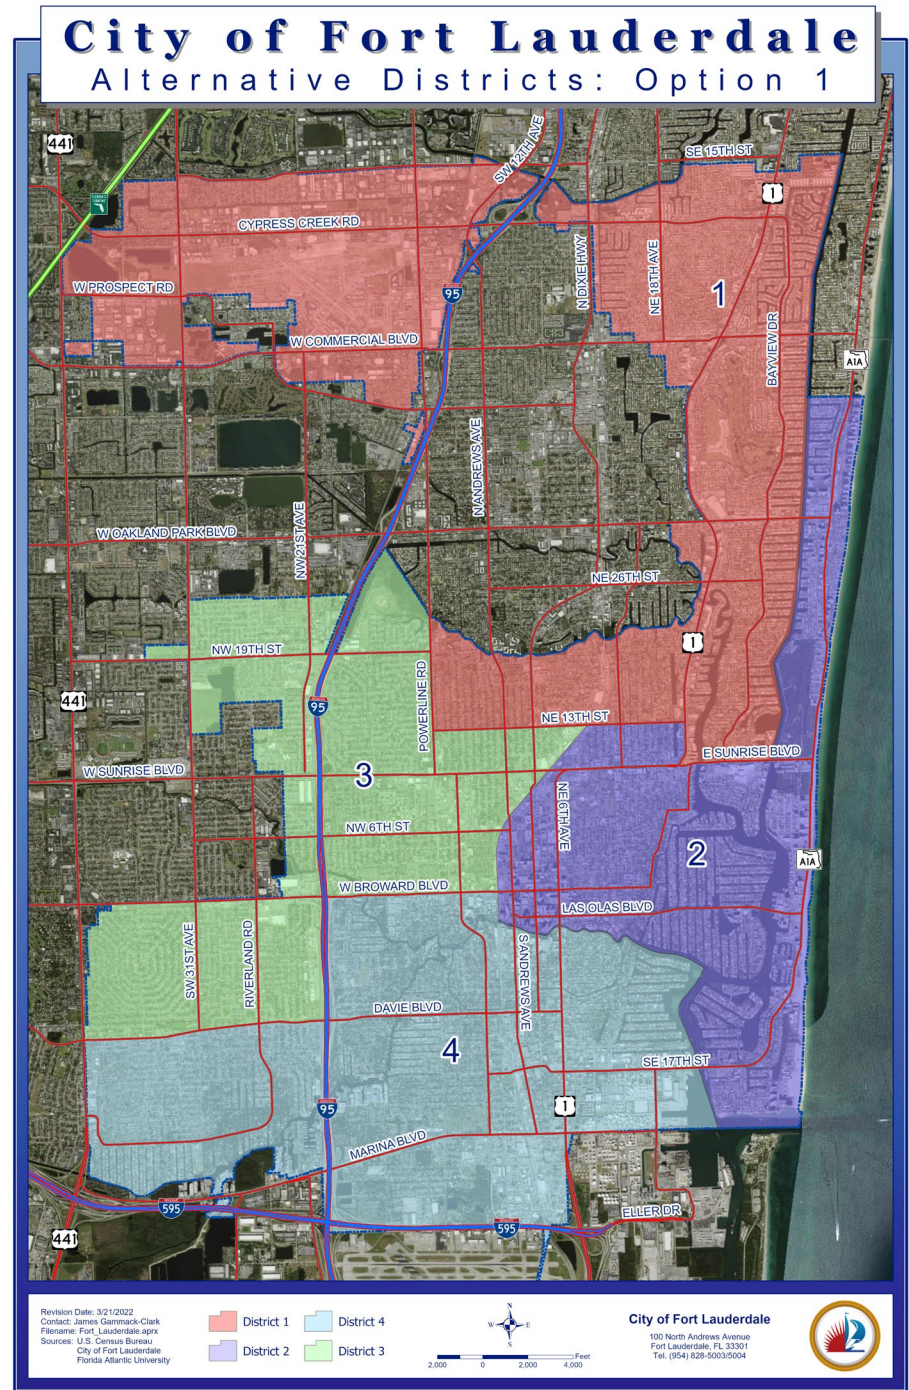 City of Fort Lauderdale
Alternative Districts: Option 1
441
SW 12TH AVE
SE 15TH ST
1
CYPRESS CREEK RD
N DIXIE HWY
NE 18TH AVE
W PROSPECT RD
95
1
W COMMERCIAL BLVD
BAYVIEW DR
A1A
N ANDREWS AVE
W OAKLAND PARK BLVD
NW 21ST AVE
NE 26TH ST
NW 19TH ST
1
441
95
POWERLINE RD
NE 13TH ST
W SUNRISE BLVD
3
E SUNRISE BLVD
NW 6TH ST
NE 6TH AVE
2
A1A
W BROWARD BLVD
LAS OLAS BLVD
SW 31ST AVE
RIVERLAND RD
S ANDREWS AVE
DAVIE BLVD
4
SE 17TH ST
95
1
MARINA BLVD
595
ELLER DR
595
441
Revision Date: 3/21/2022
Contact: James Gammack-Clark
Filename: Fort_Lauderdale.aprx
Sources: U.S. Census Bureau
City of Fort Lauderdale
Florida Atlantic University
District 1
District 4
District 2
District 3
N
W
E
S
Feet
2,000
0
2,000
4,000
City of Fort Lauderdale
100 North Andrews Avenue
Fort Lauderdale, FL 33301
Tel. (954) 828-5003/5004